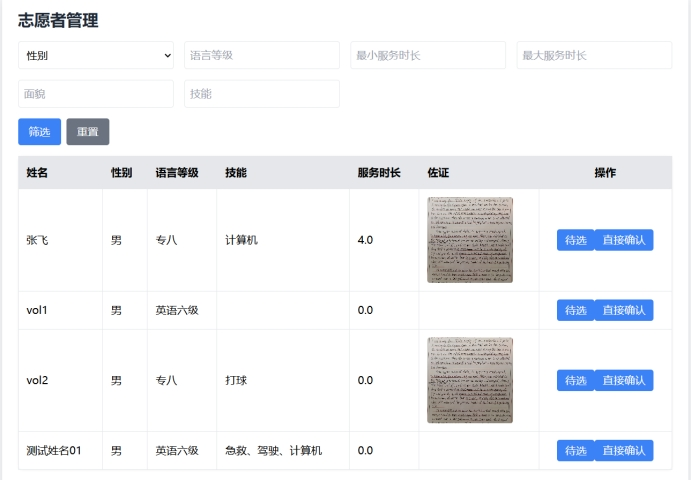 志愿者管理
性别 语言等级 最小服务时长 最大服务时长
面貌 技能
筛选 重置
姓名 性别 语言等级 技能 服务时长 佐证 操作
张飞 男 专八 计算机 4.0 待选 直接确认
vol1 男 英语六级 0.0 待选 直接确认
vol2 男 专八 打球 0.0 待选 直接确认
测试姓名01 男 英语六级 急救、驾驶、计算机 0.0 待选 直接确认